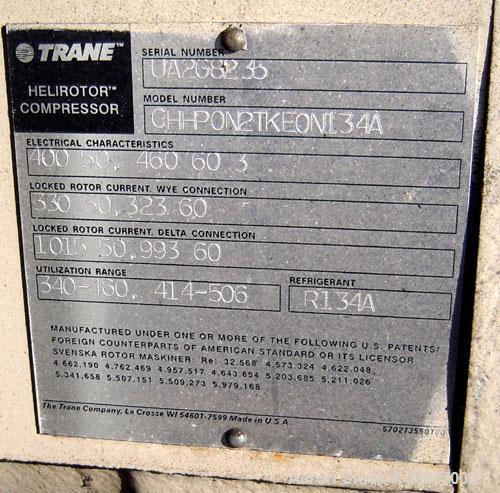 TRANE™
HELIROTOR™
COMPRESSOR
SERIAL NUMBER
UA2G8235
MODEL NUMBER
CHHP0N2TKE0N134A
ELECTRICAL CHARACTERISTICS
400 50, 460 60 3
LOCKED ROTOR CURRENT, WYE CONNECTION
330 50, 323 60
LOCKED ROTOR CURRENT, DELTA CONNECTION
1015 50, 993 60
UTILIZATION RANGE
340-460, 414-506
REFRIGERANT
R134A
MANUFACTURED UNDER ONE OR MORE OF THE FOLLOWING U.S. PATENTS/
FOREIGN COUNTERPARTS OF AMERICAN STANDARD OR ITS LICENSOR
SVENSKA ROTOR MASKINER: Re: 32.568 4,573,324 4,622,048,
4,662,190 4,762,469 4,957,517 4,643,654 5,203,685 5,211,026
5,341,658 5,507,151 5,509,273 5,979,168
The Trane Company, La Crosse WI 54601-7599 Made in U.S.A